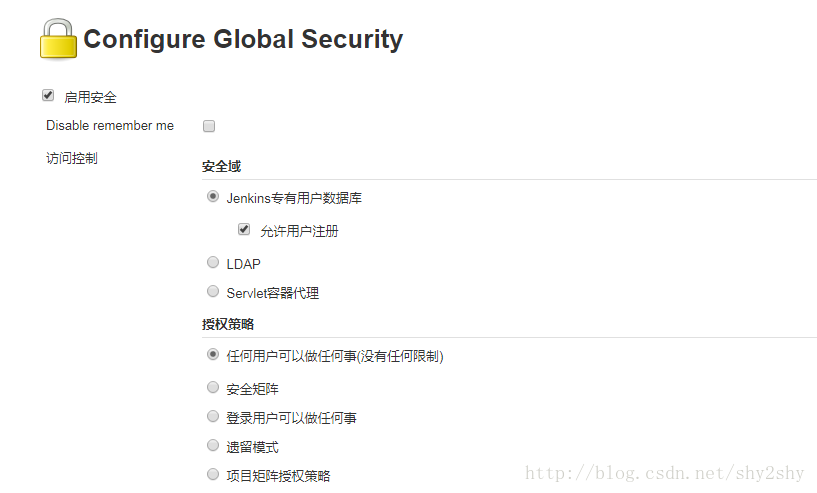 Configure Global Security
启用安全
Disable remember me
访问控制
安全域
Jenkins专有用户数据库
允许用户注册
LDAP
Servlet容器代理
授权策略
任何用户可以做任何事(没有任何限制)
安全矩阵
登录用户可以做任何事
遗留模式
项目矩阵授权策略
http://blog.csdn.net/shy2shy